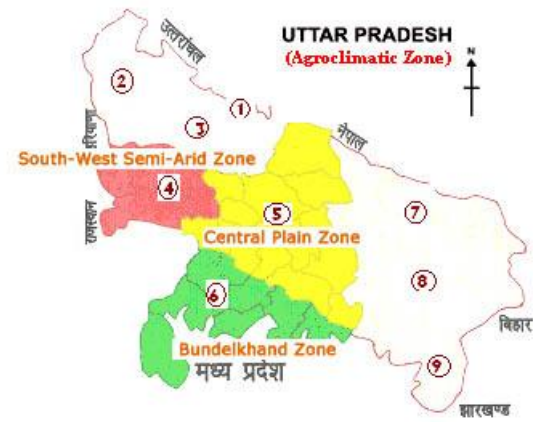 UTTAR PRADESH
(Agroclimatic Zone)
N
उत्तरांचल
2
1
3
हरियाणा
नेपाल
South-West Semi-Arid Zone
4
राजस्थान
5
7
Central Plain Zone
6
8
बिहार
Bundelkhand Zone
मध्य प्रदेश
9
झारखण्ड